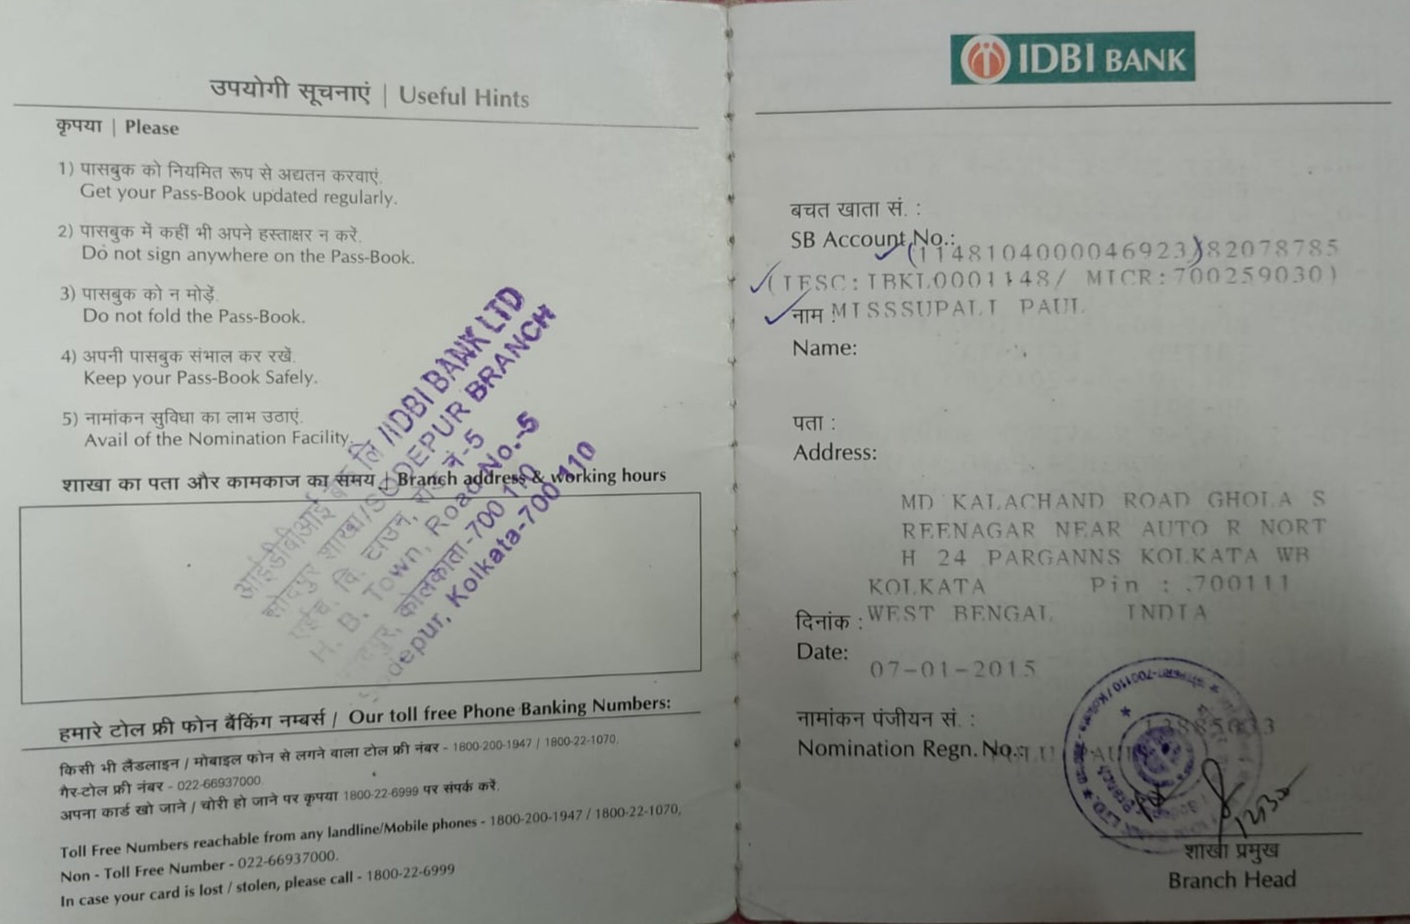 उपयोगी सूचनाएं | Useful Hints
कृपया | Please
1) पासबुक को नियमित रूप से अद्यतन करवाएं.
Get your Pass-Book updated regularly.
2) पासबुक में कहीं भी अपने हस्ताक्षर न करें.
Do not sign anywhere on the Pass-Book.
3) पासबुक को न मोड़ें.
Do not fold the Pass-Book.
4) अपनी पासबुक संभाल कर रखें.
Keep your Pass-Book Safely.
5) नामांकन सुविधा का लाभ उठाएं.
Avail of the Nomination Facility.
शाखा का पता और कामकाज का समय | Branch address & working hours
आईडीबीआई बैंक लि /IDBI BANK LTD
सोदपुर शाखा/SODEPUR BRANCH
एईच. बि. टाउन, रोड नं-5
H. B. Town, Road No.-5
कोलकाता-700 110
Sodepur, Kolkata-700 110
हमारे टोल फ्री फोन बैंकिंग नम्बर्स / Our toll free Phone Banking Numbers:
किसी भी लैंडलाइन / मोबाइल फोन से लगने वाला टोल फ्री नंबर - 1800-200-1947 / 1800-22-1070,
गैर-टोल फ्री नंबर - 022-66937000.
अपना कार्ड खो जाने / चोरी हो जाने पर कृपया 1800-22-6999 पर संपर्क करें.
Toll Free Numbers reachable from any landline/Mobile phones - 1800-200-1947 / 1800-22-1070,
Non - Toll Free Number - 022-66937000.
In case your card is lost / stolen, please call - 1800-22-6999
IDBI BANK
बचत खाता सं. :
SB Account No.: (1148104000046923)82078785
(IFSC:IBKL0001148/ MICR:700259030)
नाम : MISSSUPALI PAUL
Name:
पता :
Address:
MD KALACHAND ROAD GHOLA S
REENAGAR NEAR AUTO R NORT
H 24 PARGANNS KOLKATA WB
KOLKATA Pin : .700111
दिनांक : WEST BENGAL INDIA
Date: 07-01-2015
नामांकन पंजीयन सं. :
Nomination Regn. No.:
शाखा प्रमुख
Branch Head